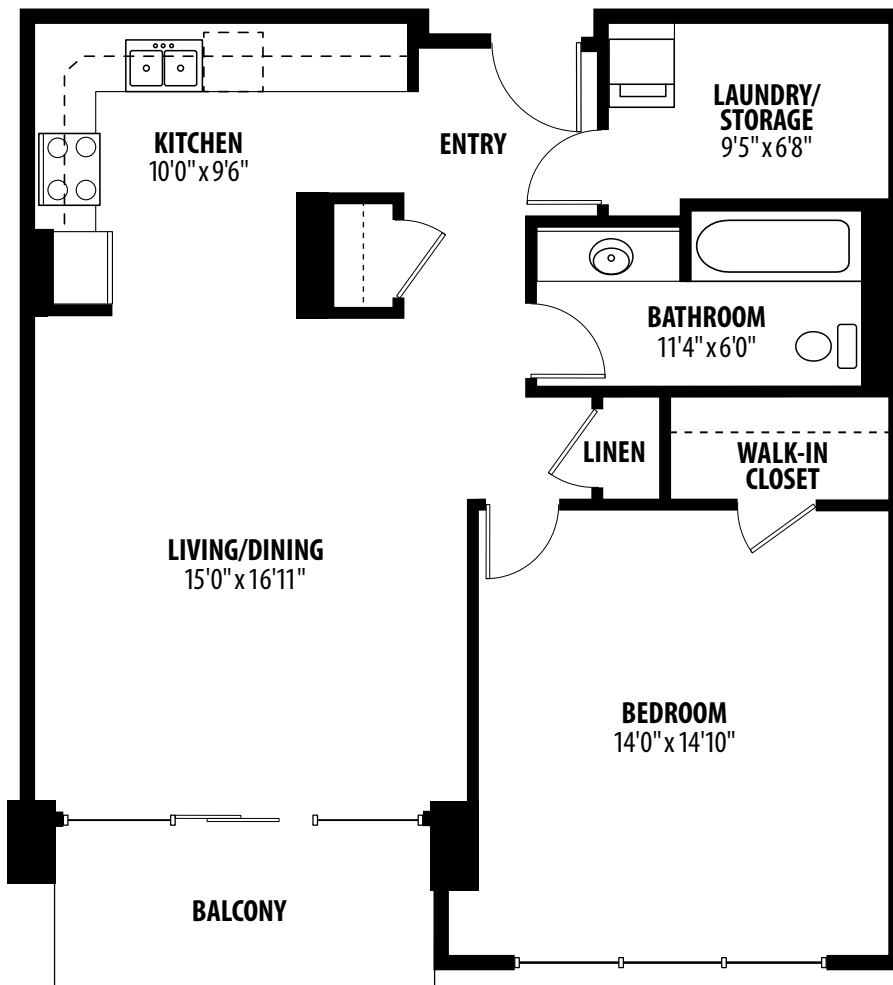 KITCHEN
10'0" x 9'6"
ENTRY
LAUNDRY/
STORAGE
9'5" x 6'8"
BATHROOM
11'4" x 6'0"
LINEN
WALK-IN
CLOSET
LIVING/DINING
15'0" x 16'11"
BEDROOM
14'0" x 14'10"
BALCONY